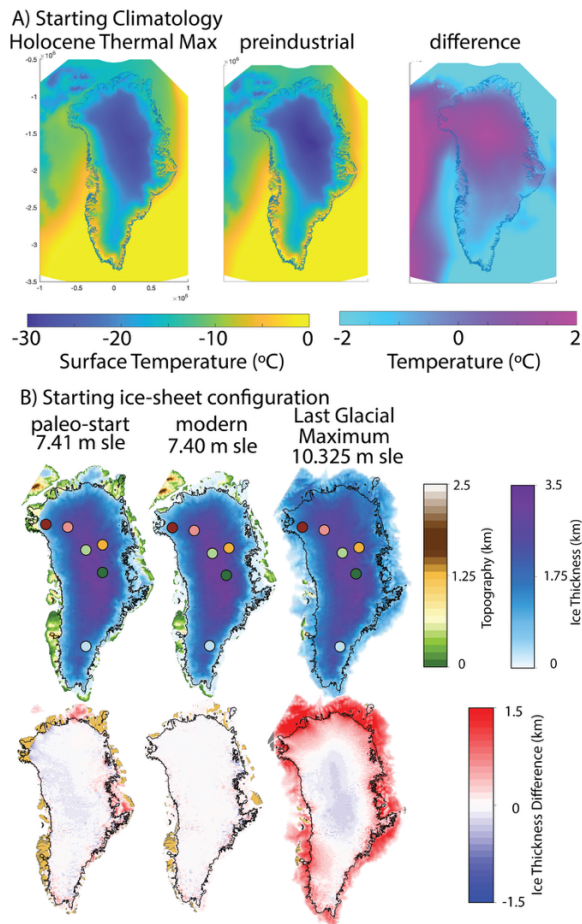 A) Starting Climatology
Holocene Thermal Max preindustrial difference
× 10⁶ × 10⁶
-0.5
-1
-1.5
-2
-2.5
-3
-3.5
-1 -0.5 0 0.5 1
× 10⁶
-30 -20 -10 0 -2 0 2
Surface Temperature (ºC) Temperature (ºC)
B) Starting ice-sheet configuration
paleo-start modern Last Glacial
7.41 m sle 7.40 m sle Maximum
10.325 m sle
2.5 3.5
Topography (km) Ice Thickness (km)
1.25 1.75
0 0
1.5
Ice Thickness Difference (km)
0
-1.5